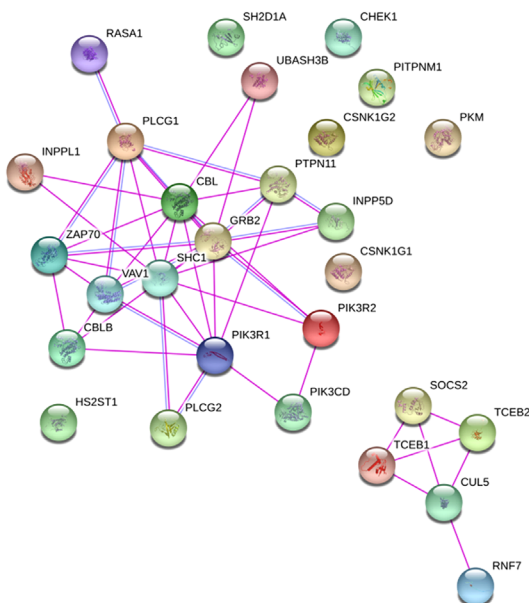 SH2D1A
CHEK1
RASA1
UBASH3B
PITPNM1
CSNK1G2
PKM
PLCG1
INPPL1
PTPN11
CBL
INPP5D
GRB2
ZAP70
SHC1
VAV1
CSNK1G1
PIK3R2
CBLB
PIK3R1
SOCS2
PIK3CD
HS2ST1
PLCG2
TCEB2
TCEB1
CUL5
RNF7